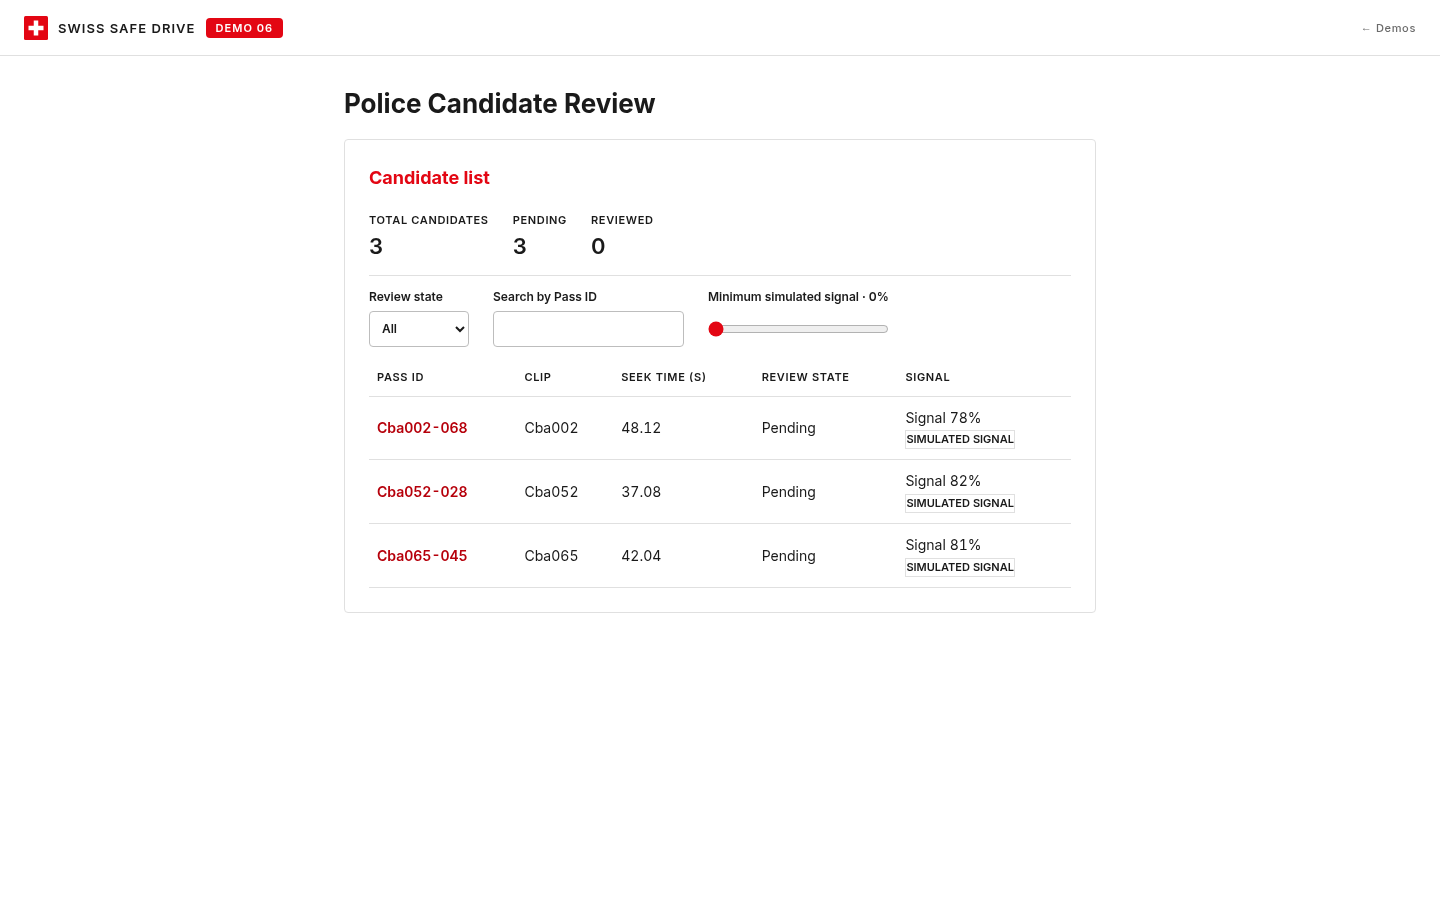 SWISS SAFE DRIVE DEMO 06 ← Demos
Police Candidate Review
Candidate list
TOTAL CANDIDATES PENDING REVIEWED
3 3 0
Review state Search by Pass ID Minimum simulated signal · 0%
All
PASS ID CLIP SEEK TIME (S) REVIEW STATE SIGNAL
Cba002-068 Cba002 48.12 Pending Signal 78%
SIMULATED SIGNAL
Cba052-028 Cba052 37.08 Pending Signal 82%
SIMULATED SIGNAL
Cba065-045 Cba065 42.04 Pending Signal 81%
SIMULATED SIGNAL